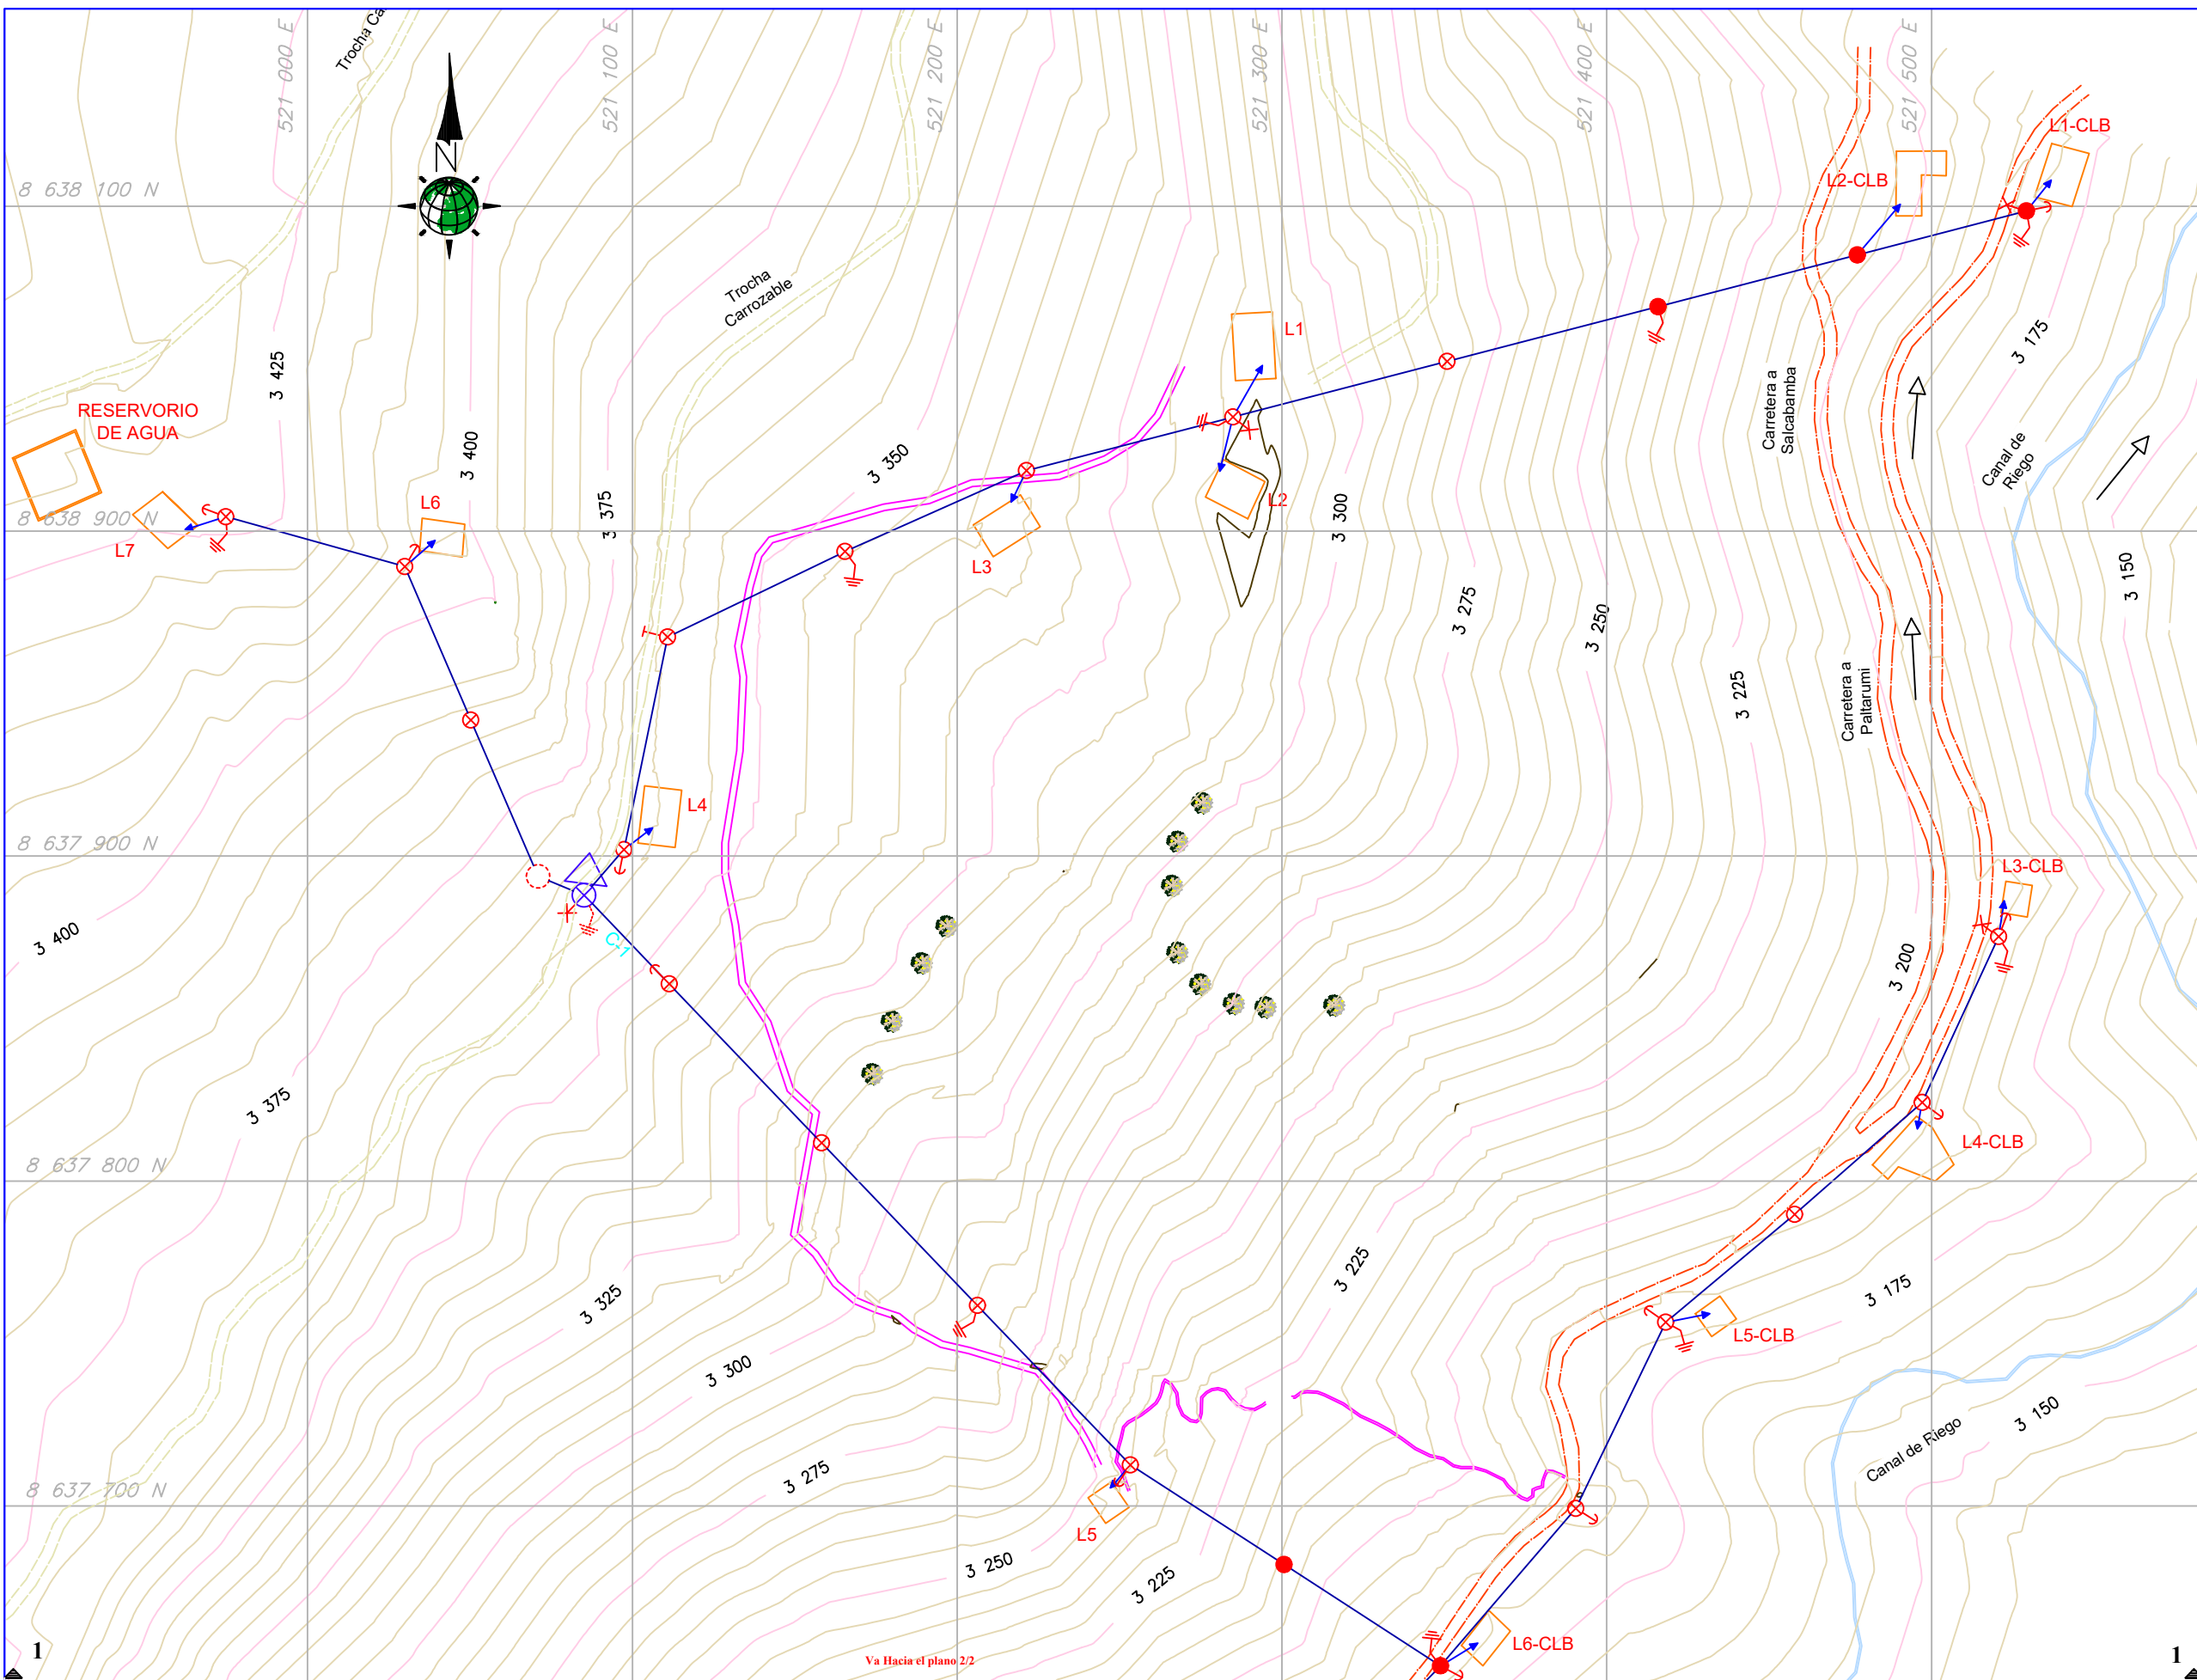 Trocha Ca
521 000 E
521 100 E
521 200 E
521 300 E
521 400 E
521 500 E
L1-CLB
N
8 638 100 N
L2-CLB
Trocha
Carrozable
L1
3 175
3 425
RESERVORIO
DE AGUA
Carretera a
Salcabamba
3 400
3 350
Canal de
Riego
L6
L2
8 638 900 N
3 375
3 300
L7
L3
3 150
3 275
3 250
3 225
Carretera a
Paltarumi
L4
8 637 900 N
L3-CLB
3 400
C-1
3 200
3 375
L4-CLB
8 637 800 N
3 225
3 175
3 325
L5-CLB
3 300
3 150
Canal de Riego
3 275
8 637 700 N
L5
3 250
3 225
L6-CLB
1
Va Hacia el plano 2/2
1